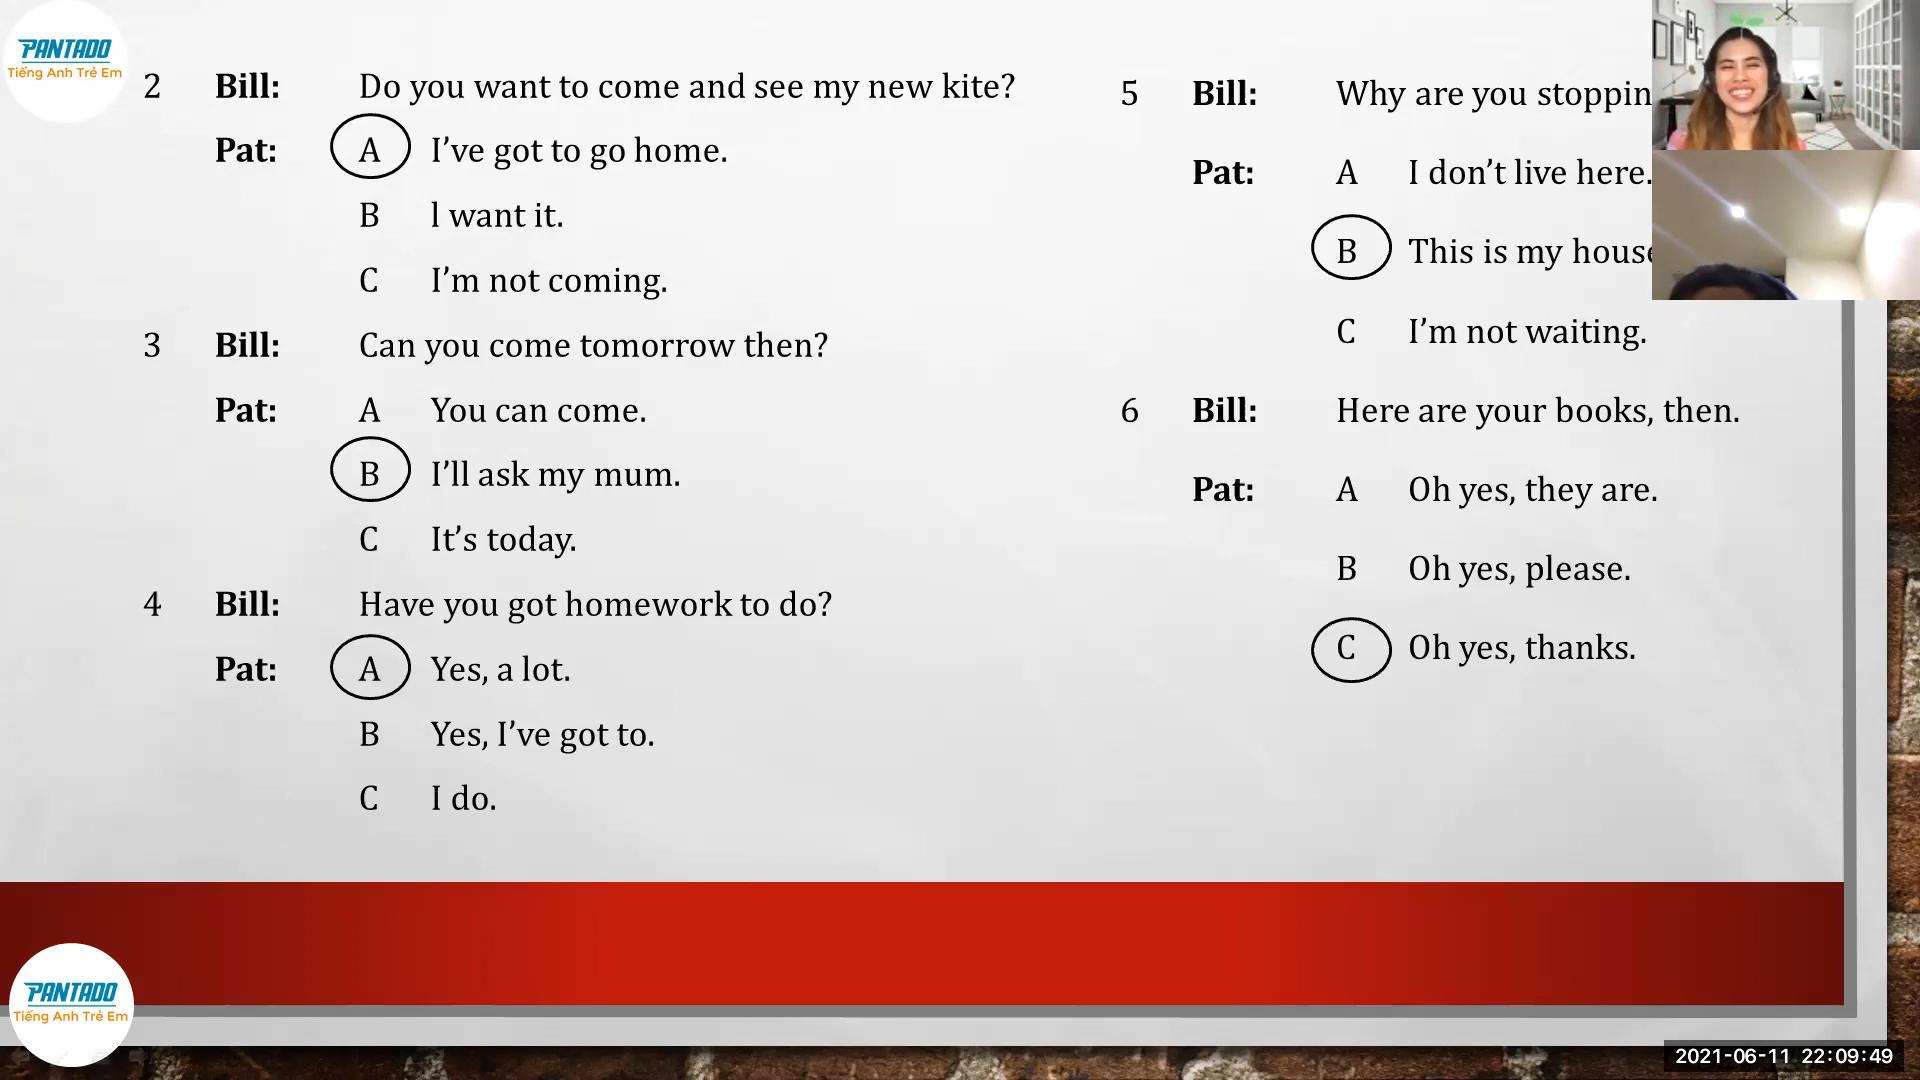 PANTADO
Tiếng Anh Trẻ Em
2 Bill: Do you want to come and see my new kite?
Pat: A I’ve got to go home.
B l want it.
C I’m not coming.
3 Bill: Can you come tomorrow then?
Pat: A You can come.
B I’ll ask my mum.
C It’s today.
4 Bill: Have you got homework to do?
Pat: A Yes, a lot.
B Yes, I’ve got to.
C I do.
5 Bill: Why are you stoppin
Pat: A I don’t live here.
B This is my house
C I’m not waiting.
6 Bill: Here are your books, then.
Pat: A Oh yes, they are.
B Oh yes, please.
C Oh yes, thanks.
PANTADO
Tiếng Anh Trẻ Em
2021-06-11 22:09:49